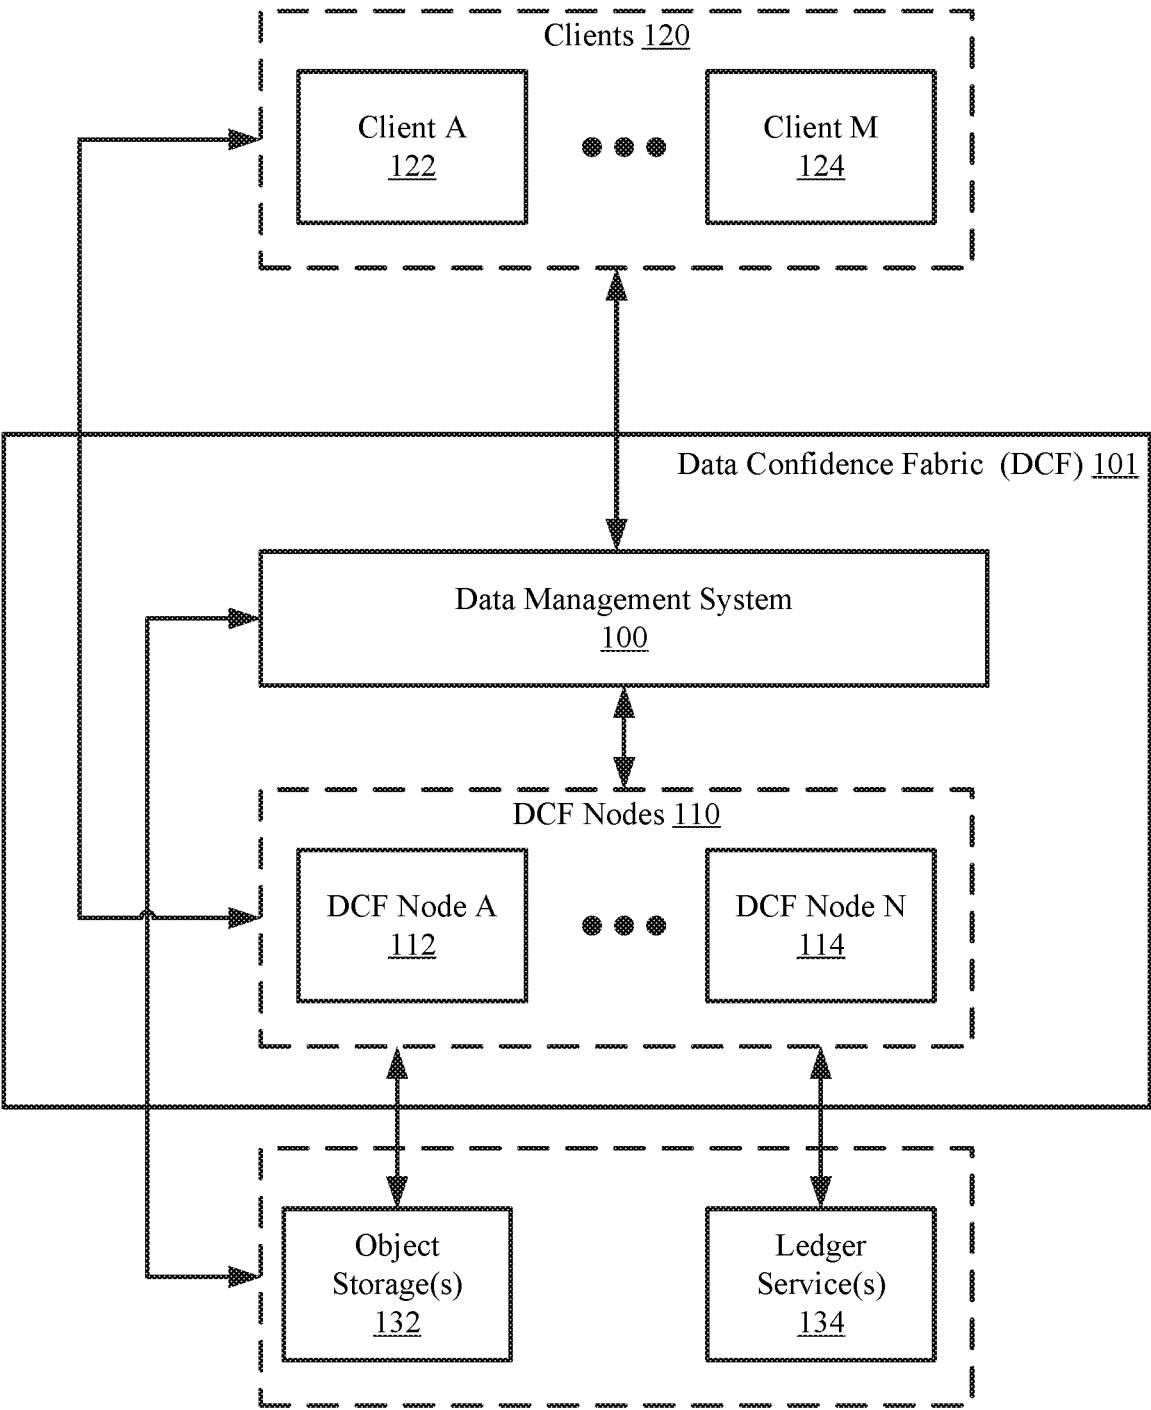 Clients 120
Client A
122
Client M
124
Data Confidence Fabric (DCF) 101
Data Management System
100
DCF Nodes 110
DCF Node A
112
DCF Node N
114
Object
Storage(s)
132
Ledger
Service(s)
134